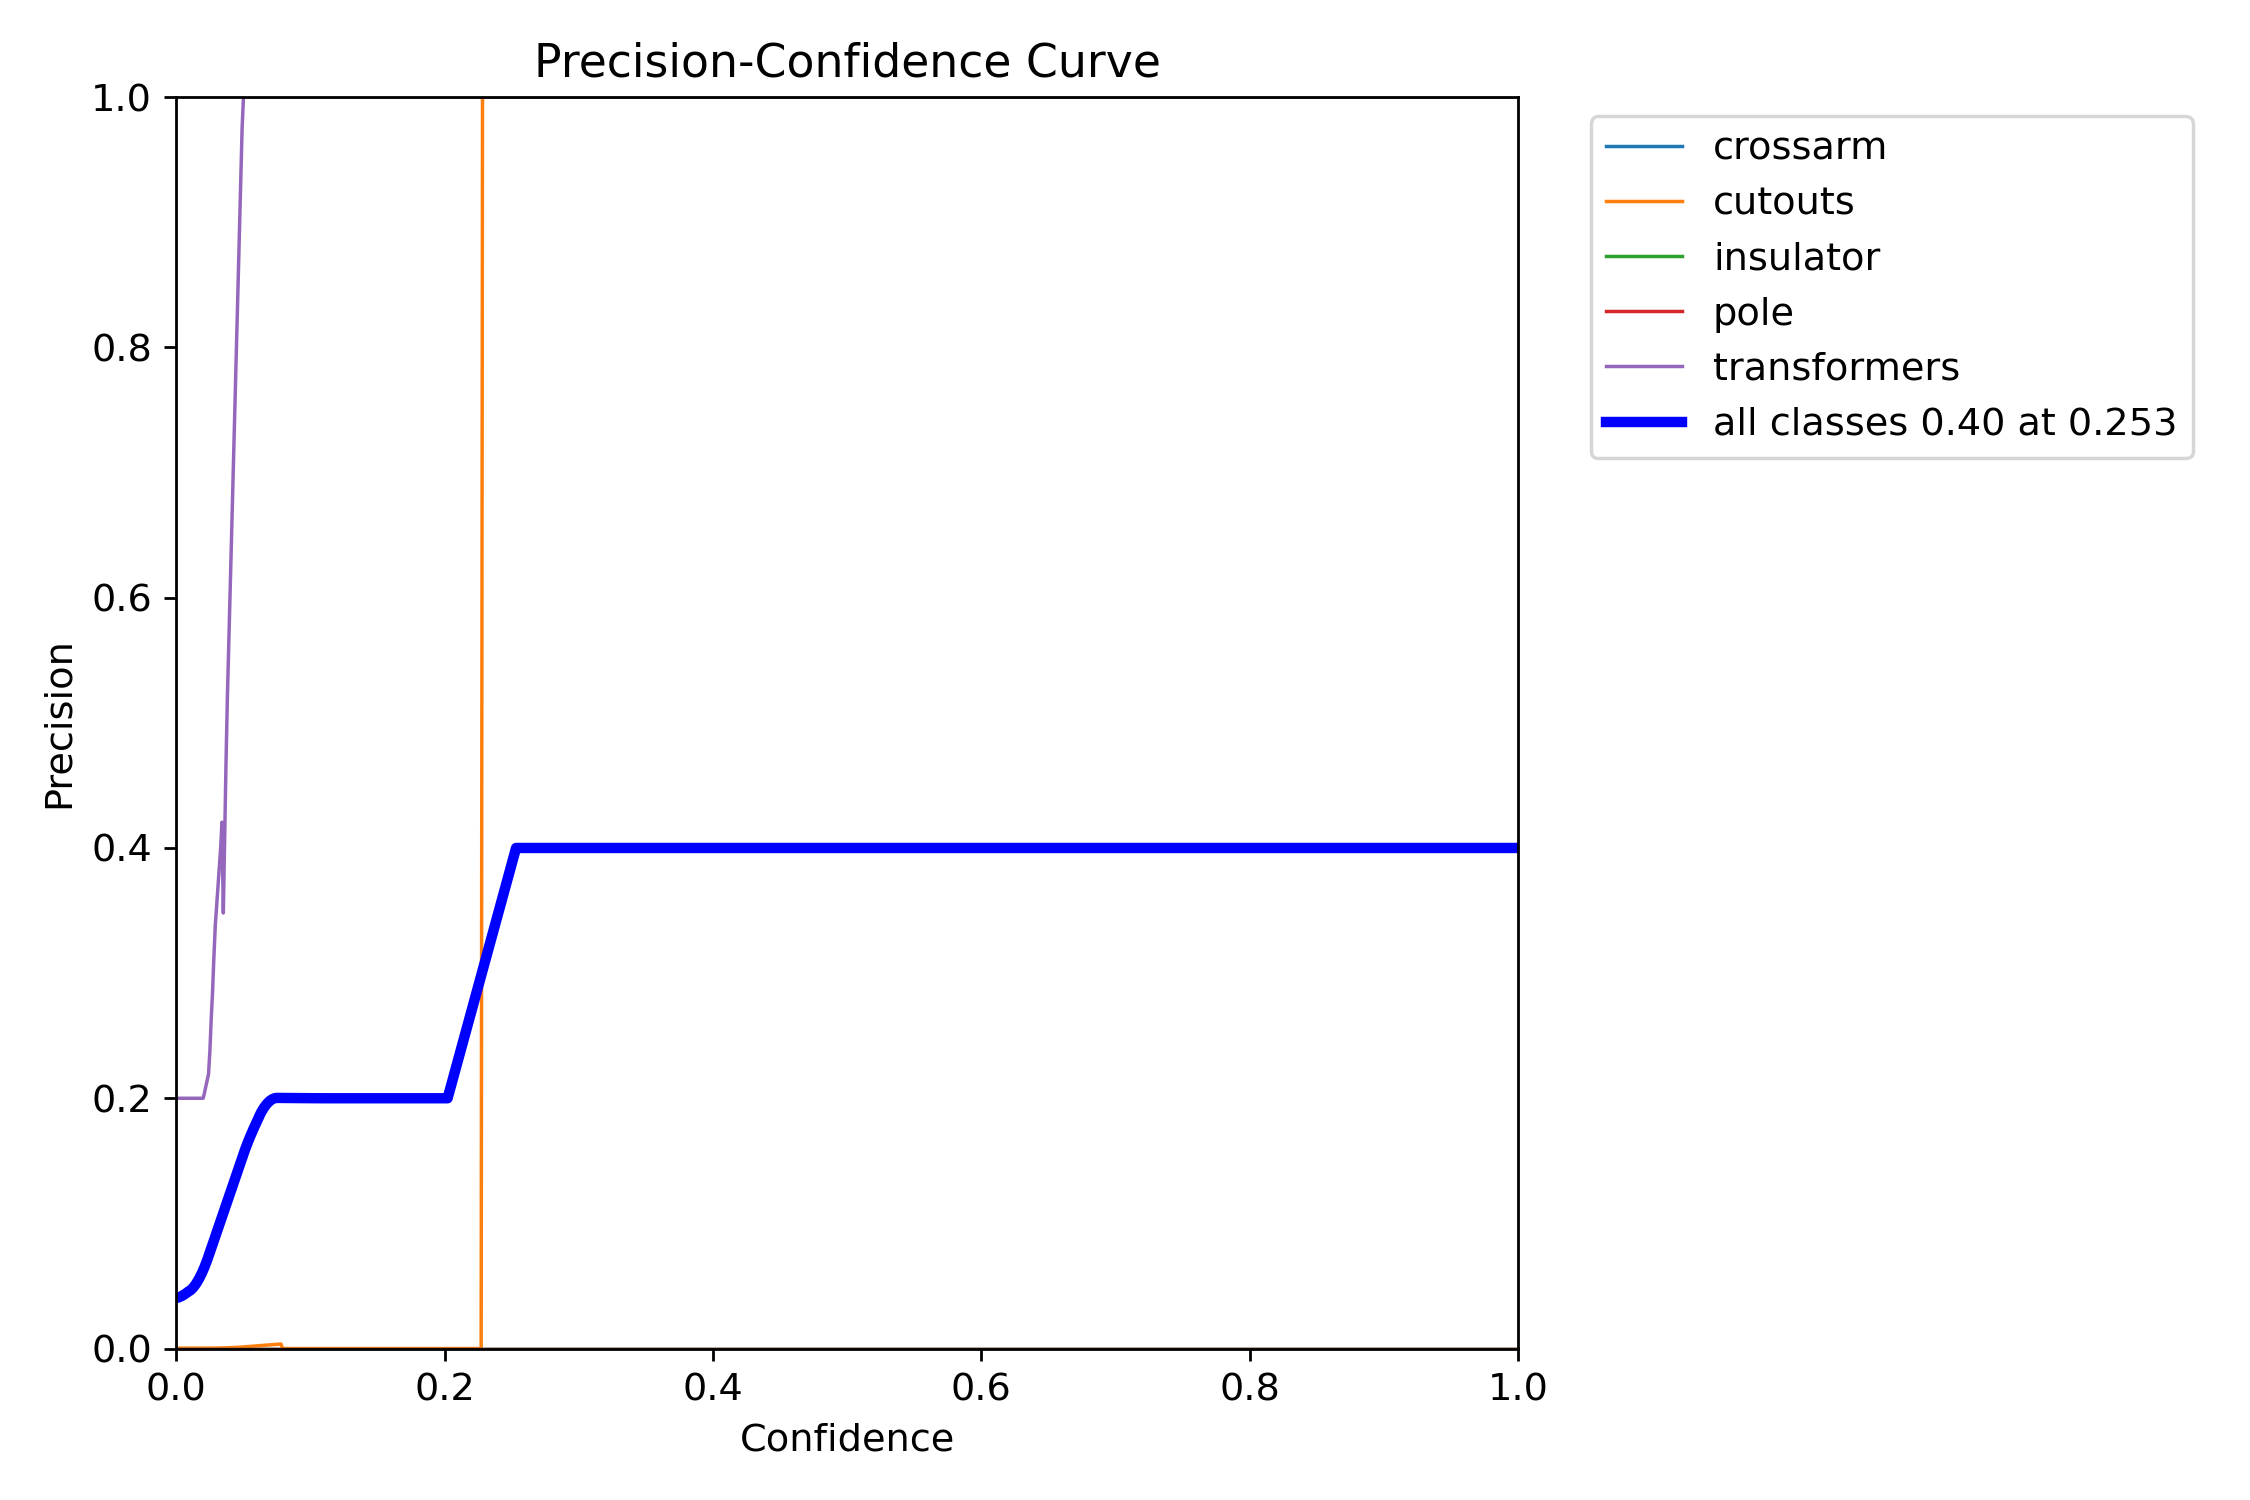 Precision-Confidence Curve
1.0
0.8
0.6
0.4
0.2
0.0
Precision
0.0 0.2 0.4 0.6 0.8 1.0
Confidence
crossarm
cutouts
insulator
pole
transformers
all classes 0.40 at 0.253